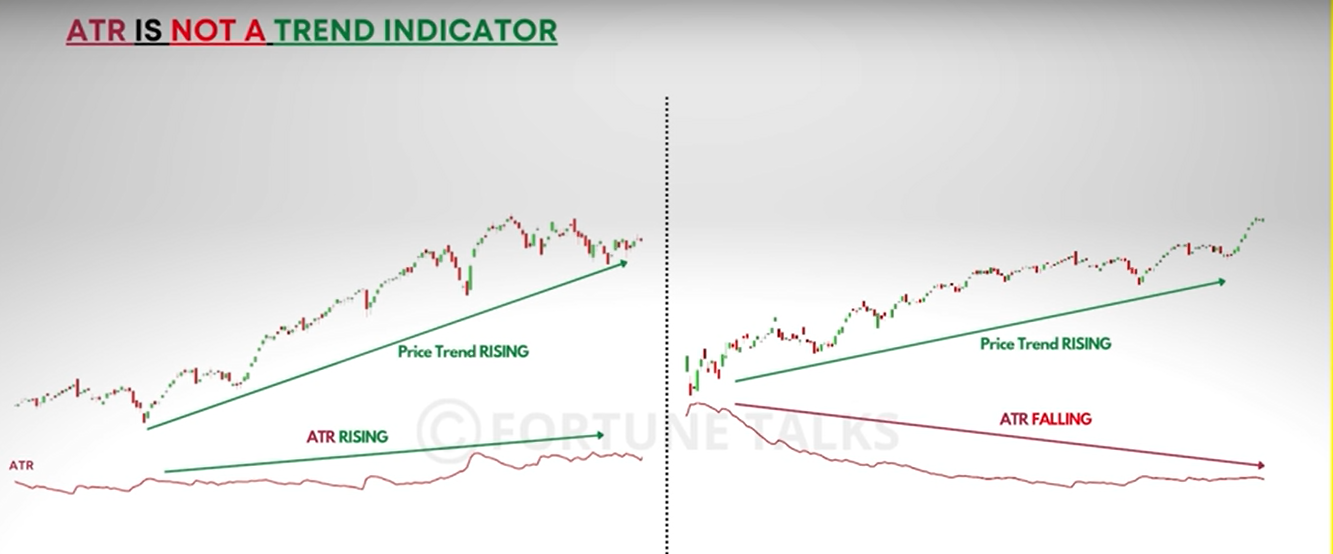 ATR IS NOT A TREND INDICATOR
Price Trend RISING
ATR RISING
ATR
Price Trend RISING
ATR FALLING
© FORTUNE TALKS